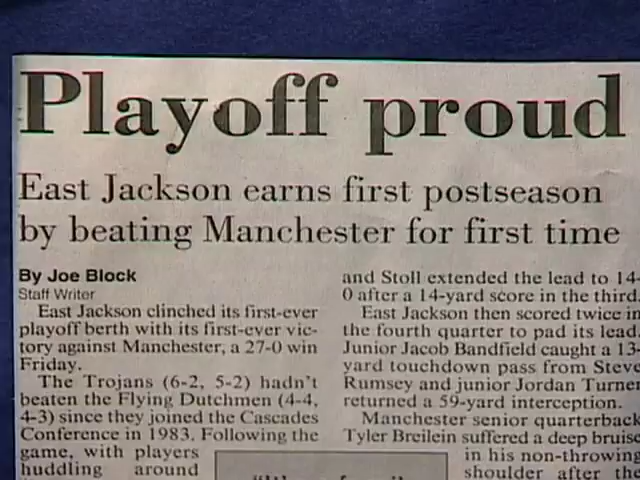 Playoff proud
East Jackson earns first postseason
by beating Manchester for first time
By Joe Block
Staff Writer
East Jackson clinched its first-ever
playoff berth with its first-ever vic-
tory against Manchester, a 27-0 win
Friday.
The Trojans (6-2, 5-2) hadn't
beaten the Flying Dutchmen (4-4,
4-3) since they joined the Cascades
Conference in 1983. Following the
game, with players
huddling around
and Stoll extended the lead to 14-
0 after a 14-yard score in the third.
East Jackson then scored twice in
the fourth quarter to pad its lead.
Junior Jacob Bandfield caught a 13-
yard touchdown pass from Steve
Rumsey and junior Jordan Turner
returned a 59-yard interception.
Manchester senior quarterback
Tyler Breilein suffered a deep bruise
in his non-throwing
shoulder after the